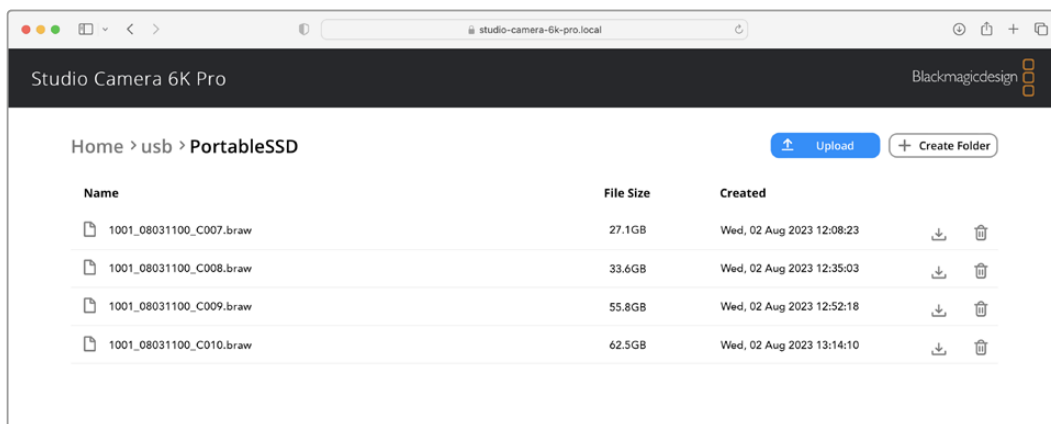 studio-camera-6k-pro.local
Studio Camera 6K Pro
Blackmagicdesign
Home > usb > PortableSSD
Upload
+ Create Folder
Name File Size Created
1001_08031100_C007.braw 27.1GB Wed, 02 Aug 2023 12:08:23
1001_08031100_C008.braw 33.6GB Wed, 02 Aug 2023 12:35:03
1001_08031100_C009.braw 55.8GB Wed, 02 Aug 2023 12:52:18
1001_08031100_C010.braw 62.5GB Wed, 02 Aug 2023 13:14:10